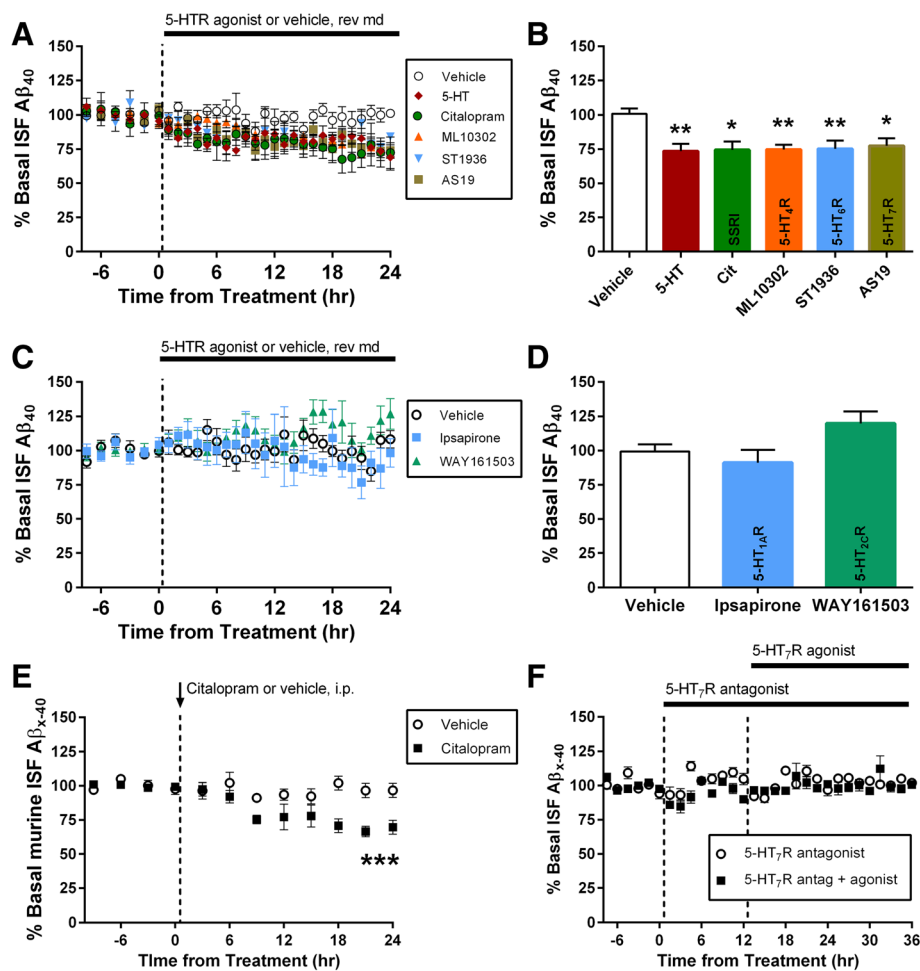 A
5-HTR agonist or vehicle, rev md
% Basal ISF Aβ40
150
125
100
75
50
25
0
-6 0 6 12 18 24
Time from Treatment (hr)
Vehicle
5-HT
Citalopram
ML10302
ST1936
AS19
B
% Basal ISF Aβ40
150
125
100
75
50
25
0
** * ** ** *
SSRI
5-HT4R
5-HT6R
5-HT7R
Vehicle
5-HT
Cit
ML10302
ST1936
AS19
C
5-HTR agonist or vehicle, rev md
% Basal ISF Aβ40
150
125
100
75
50
25
0
-6 0 6 12 18 24
Time from Treatment (hr)
Vehicle
Ipsapirone
WAY161503
D
% Basal ISF Aβ40
150
125
100
75
50
25
0
5-HT1AR
5-HT2CR
Vehicle Ipsapirone WAY161503
E
Citalopram or vehicle, i.p.
% Basal murine ISF Aβx-40
150
125
100
75
50
25
0
***
-6 0 6 12 18 24
TIme from Treatment (hr)
Vehicle
Citalopram
F
5-HT7R agonist
5-HT7R antagonist
% Basal ISF Aβx-40
150
125
100
75
50
25
0
5-HT7R antagonist
5-HT7R antag + agonist
-6 0 6 12 18 24 30 36
Time from Treatment (hr)